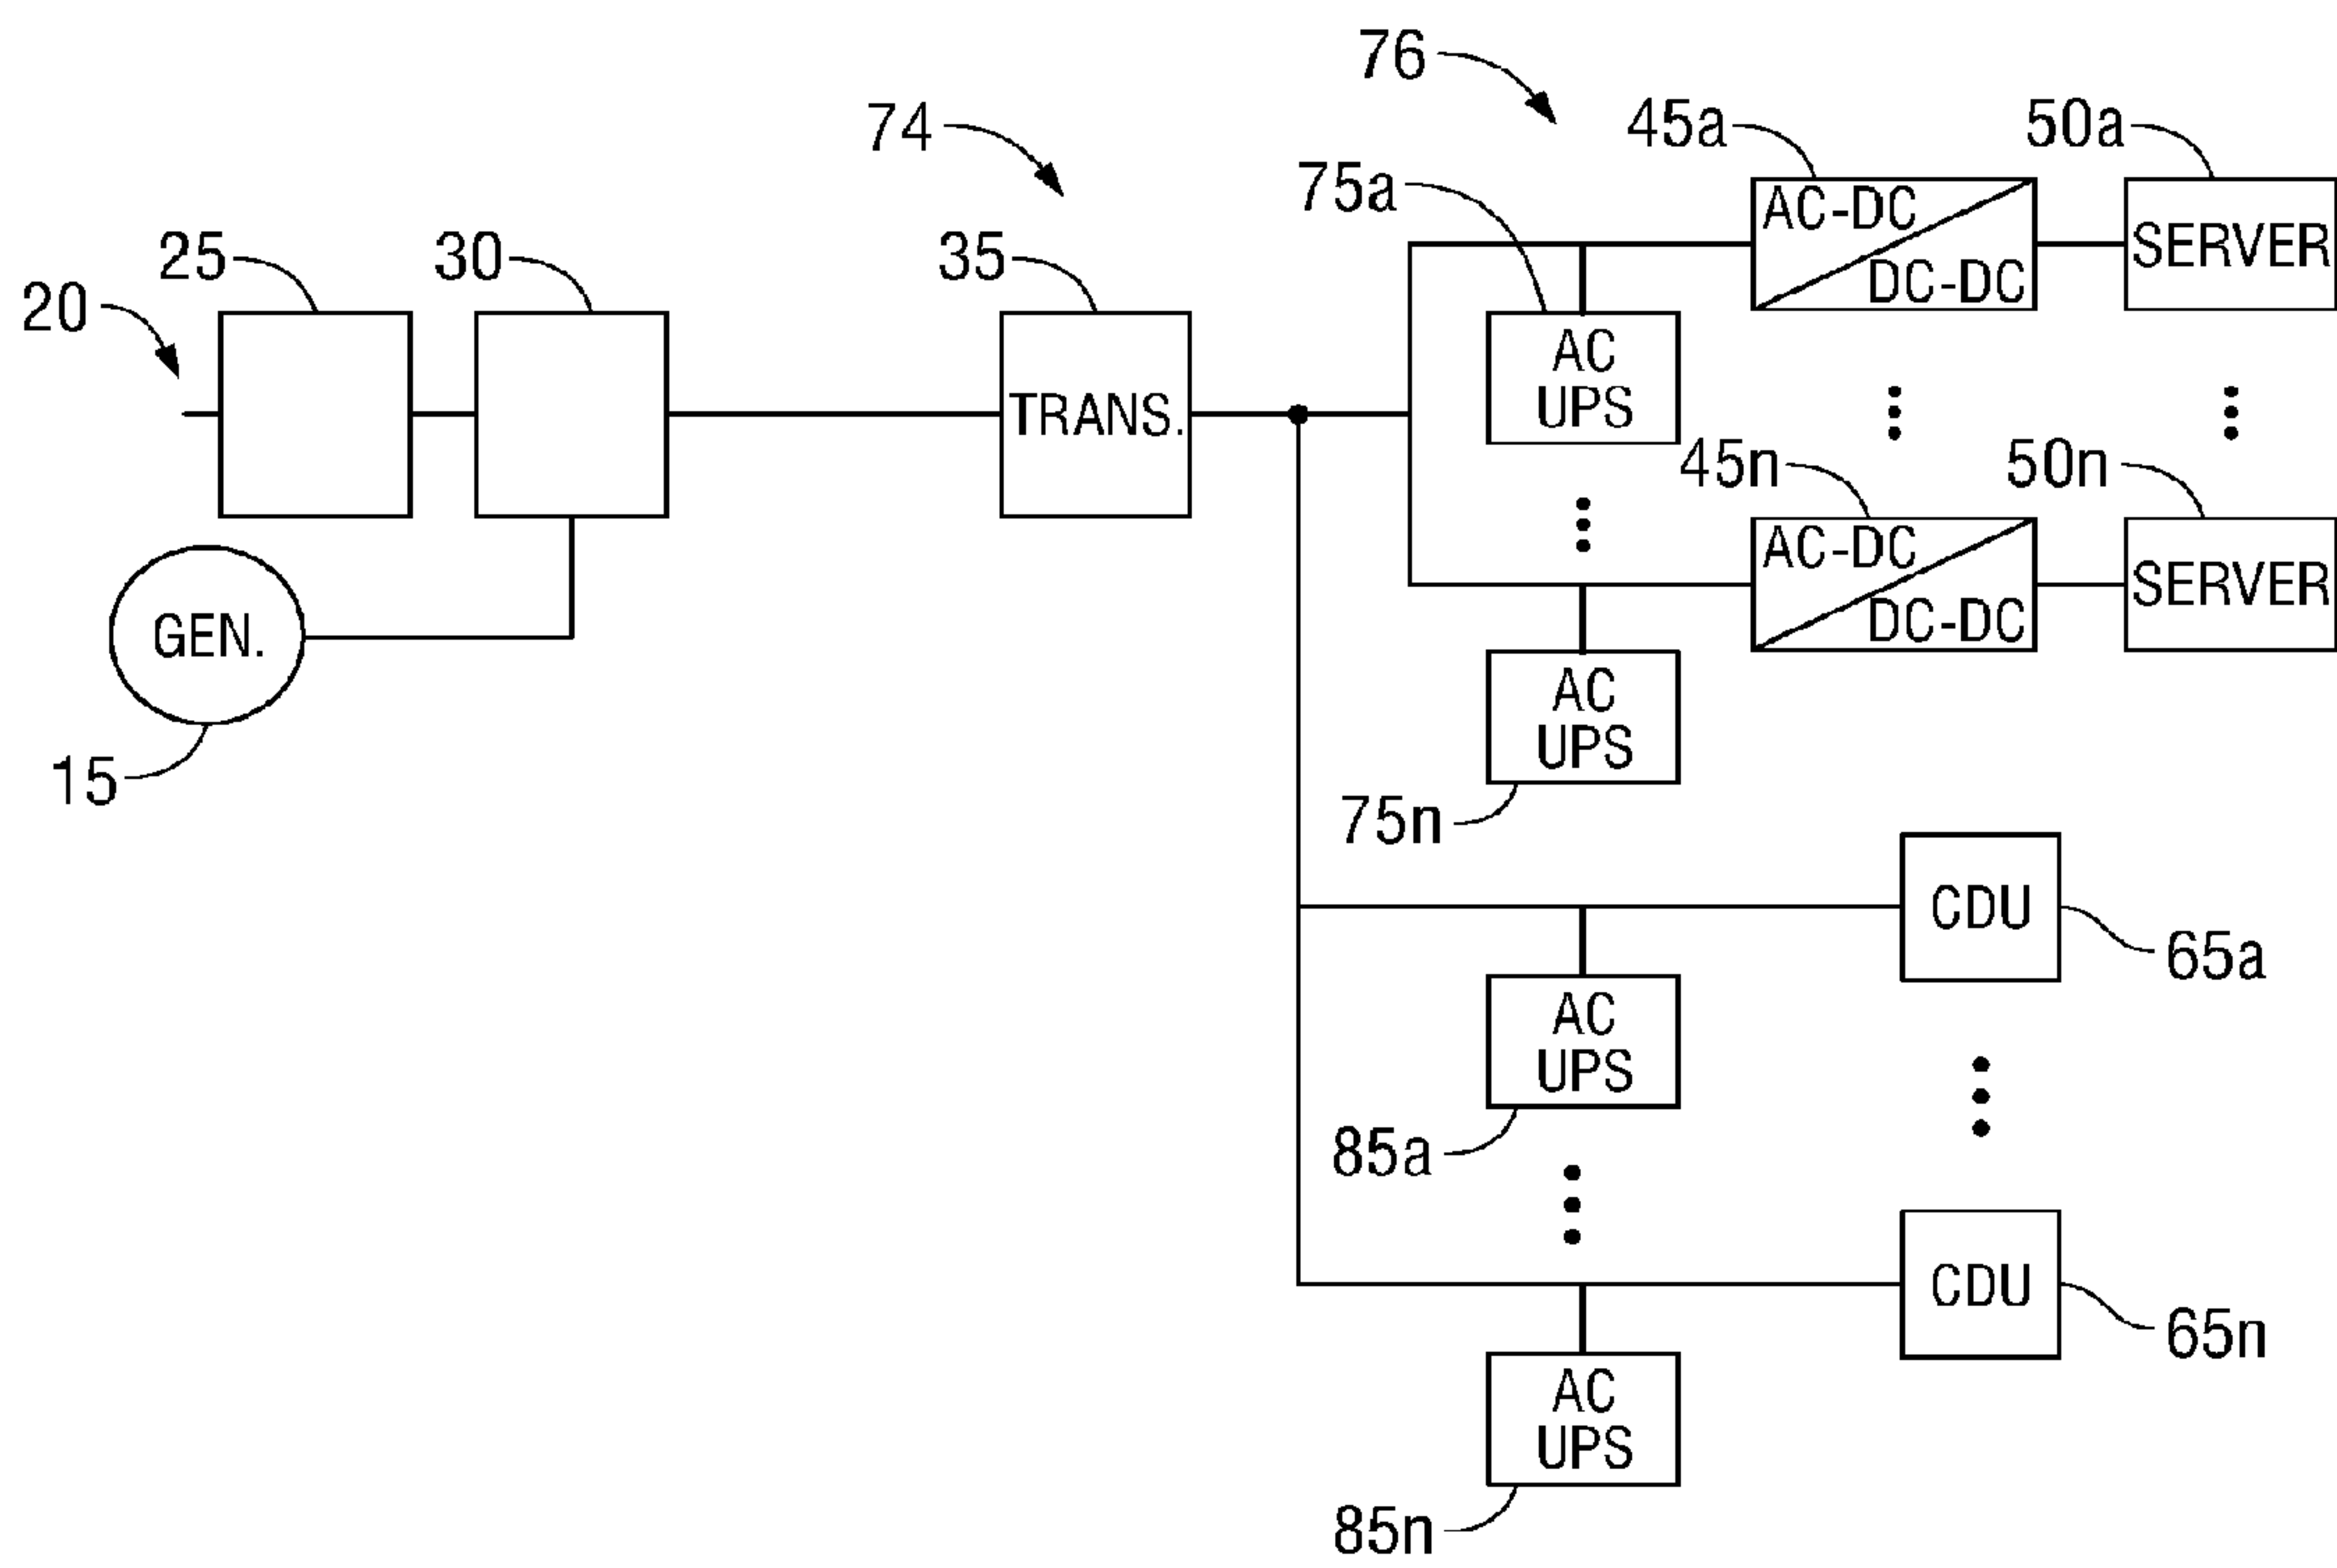 76
74
45a
50a
75a
AC-DC
DC-DC
SERVER
25
30
35
20
AC
UPS
TRANS.
45n
50n
AC-DC
DC-DC
SERVER
GEN.
AC
UPS
15
75n
CDU
65a
AC
UPS
85a
CDU
65n
AC
UPS
85n